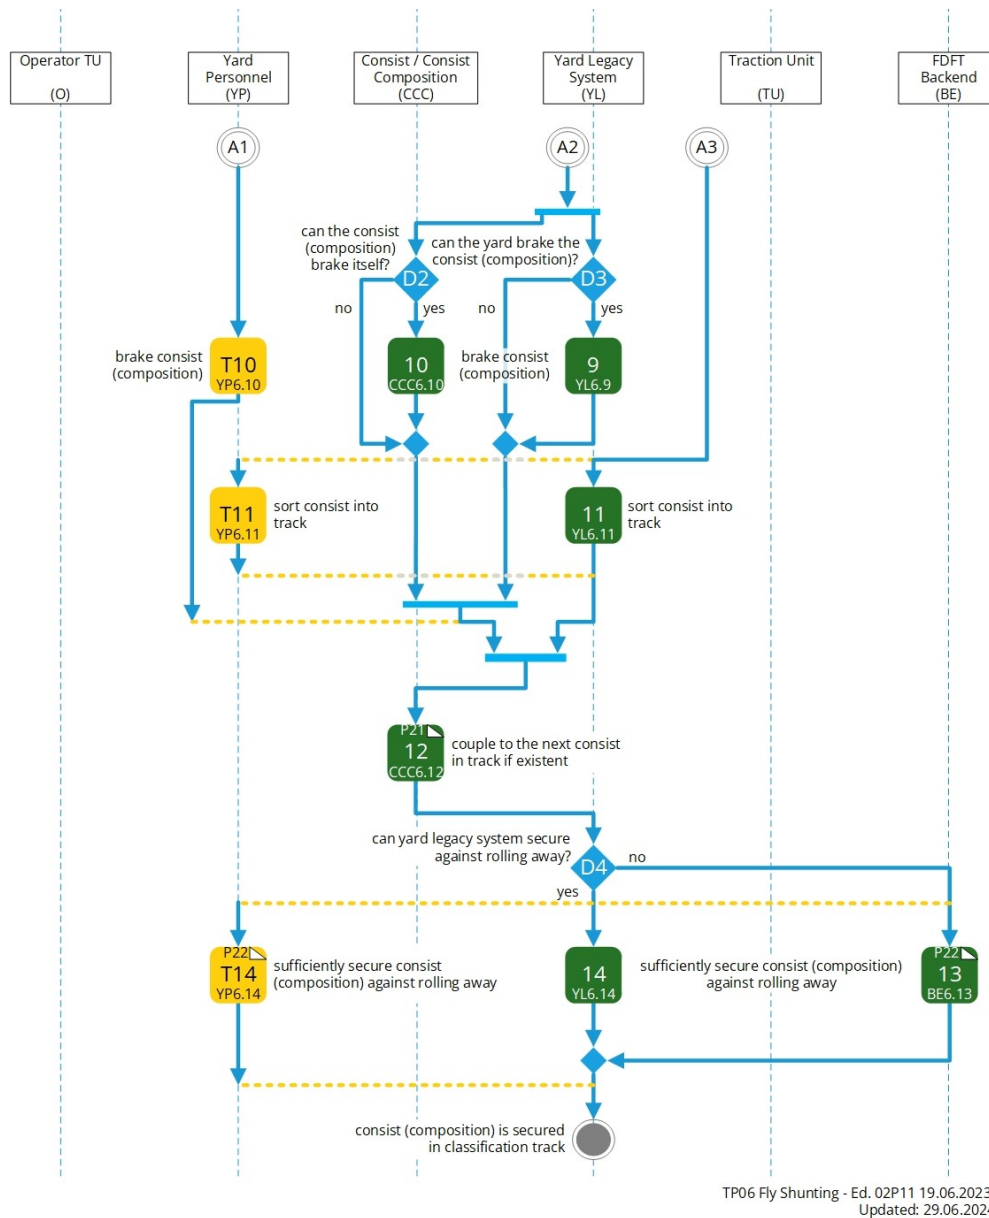 Operator TU
(O)
Yard
Personnel
(YP)
Consist / Consist
Composition
(CCC)
Yard Legacy
System
(YL)
Traction Unit
(TU)
FDFT
Backend
(BE)
A1
A2
A3
can the consist
(composition)
brake itself?
can the yard brake the
consist (composition)?
D2
D3
no
yes
no
yes
brake consist
(composition)
T10
YP6.10
10
CCC6.10
brake consist
(composition)
9
YL6.9
T11
YP6.11
sort consist into
track
11
YL6.11
sort consist into
track
P21
12
CCC6.12
couple to the next consist
in track if existent
can yard legacy system secure
against rolling away?
D4
no
yes
P22
T14
YP6.14
sufficiently secure consist
(composition) against rolling away
14
YL6.14
sufficiently secure consist (composition)
against rolling away
P22
13
BE6.13
consist (composition) is secured
in classification track
TP06 Fly Shunting - Ed. 02P11 19.06.2023
Updated: 29.06.2024